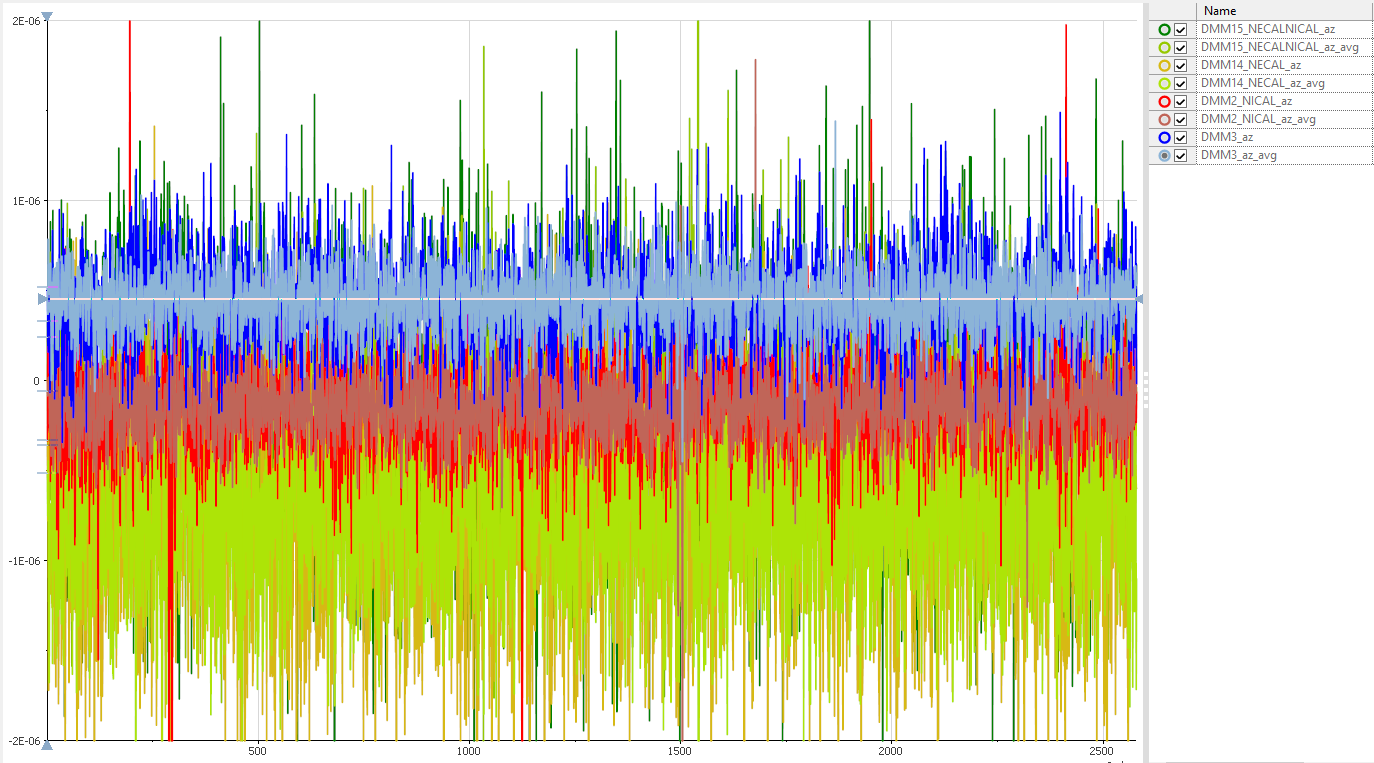 2E-06
1E-06
0
-1E-06
-2E-06
500
1000
1500
2000
2500
Name
DMM15_NECALNICAL_az
DMM15_NECALNICAL_az_avg
DMM14_NECAL_az
DMM14_NECAL_az_avg
DMM2_NICAL_az
DMM2_NICAL_az_avg
DMM3_az
DMM3_az_avg